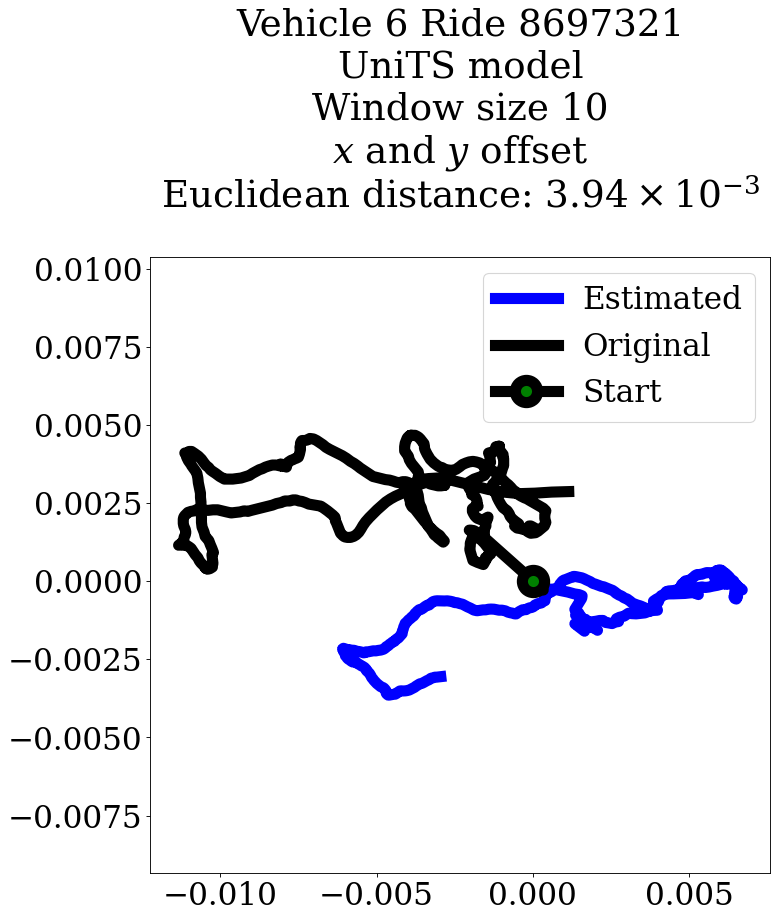 Vehicle 6 Ride 8697321
UniTS model
Window size 10
x and y offset
Euclidean distance: 3.94 × 10⁻³
Estimated
Original
Start
0.0100
0.0075
0.0050
0.0025
0.0000
−0.0025
−0.0050
−0.0075
−0.010 −0.005 0.000 0.005